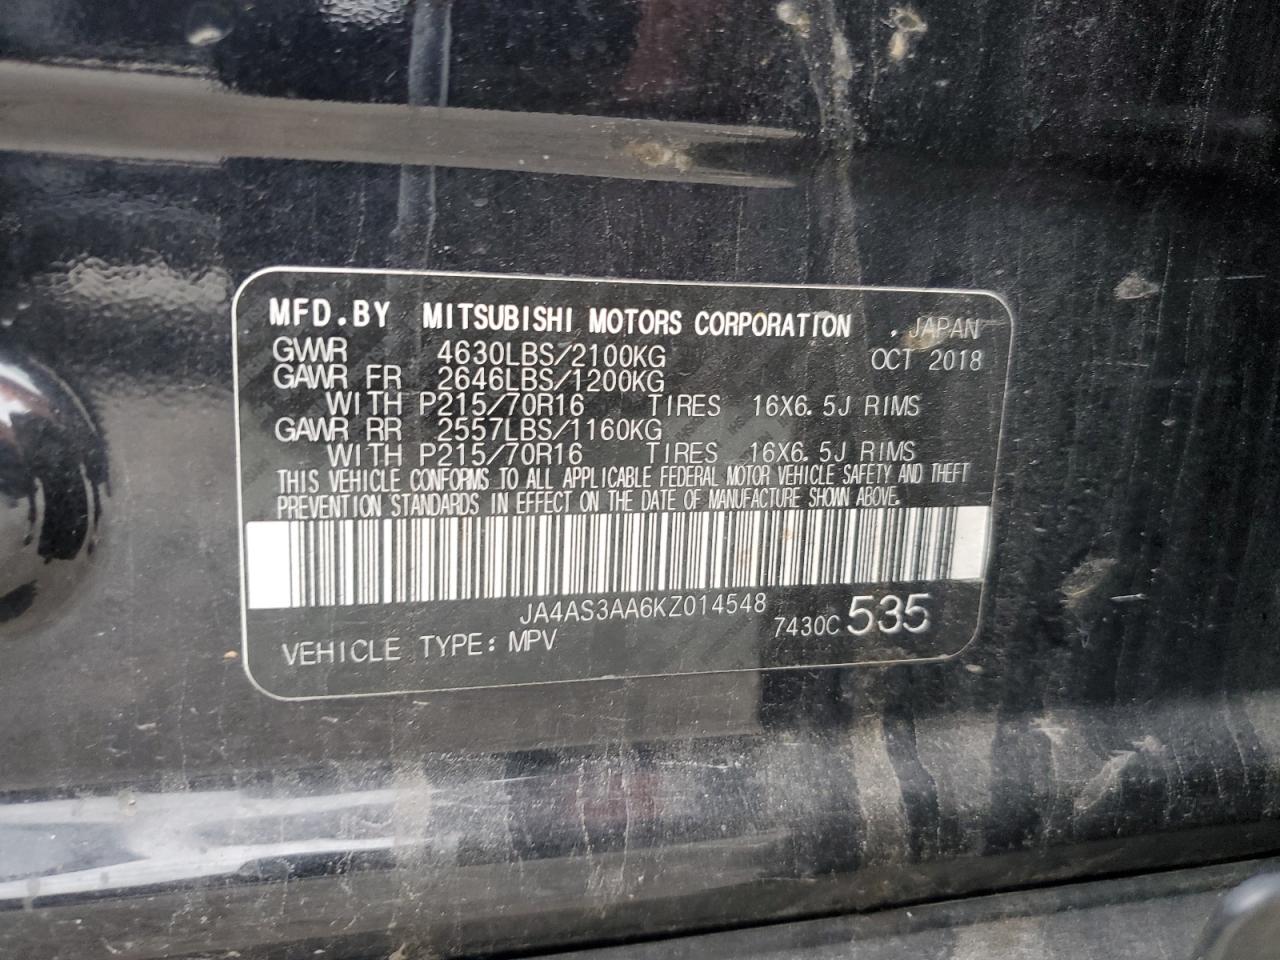 MFD.BY MITSUBISHI MOTORS CORPORATION , JAPAN
GVWR 4630LBS/2100KG OCT 2018
GAWR FR 2646LBS/1200KG
WITH P215/70R16 TIRES 16X6.5J RIMS
GAWR RR 2557LBS/1160KG
WITH P215/70R16 TIRES 16X6.5J RIMS
THIS VEHICLE CONFORMS TO ALL APPLICABLE FEDERAL MOTOR VEHICLE SAFETY AND THEFT
PREVENTION STANDARDS IN EFFECT ON THE DATE OF MANUFACTURE SHOWN ABOVE.
JA4AS3AA6KZ014548
7430C 535
VEHICLE TYPE: MPV